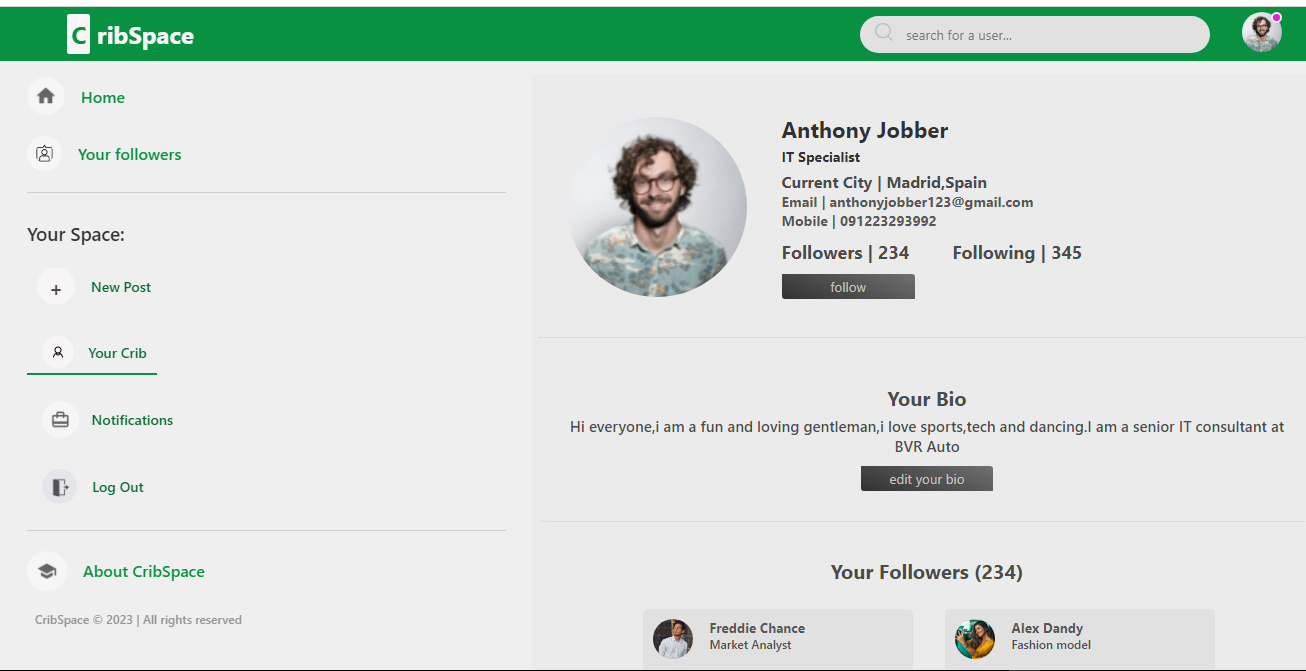 CribSpace
search for a user...
Home
Your followers
Your Space:
New Post
Your Crib
Notifications
Log Out
About CribSpace
CribSpace © 2023 | All rights reserved
Anthony Jobber
IT Specialist
Current City | Madrid,Spain
Email | anthonyjobber123@gmail.com
Mobile | 091223293992
Followers | 234 Following | 345
follow
Your Bio
Hi everyone,i am a fun and loving gentleman,i love sports,tech and dancing.I am a senior IT consultant at
BVR Auto
edit your bio
Your Followers (234)
Freddie Chance
Market Analyst
Alex Dandy
Fashion model